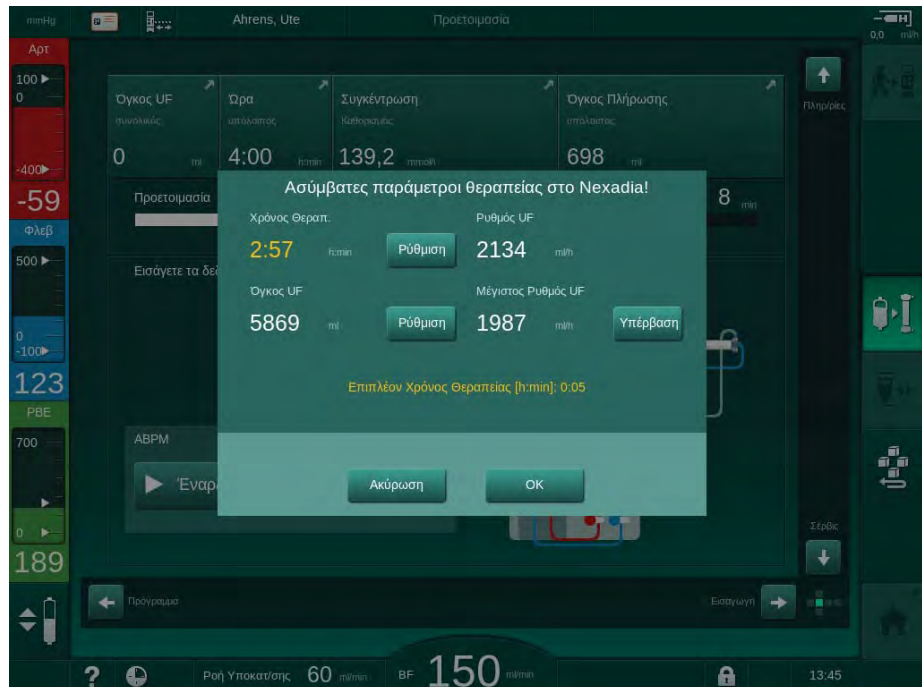 mmHg
Ahrens, Ute
Προετοιμασία
0,0 ml/h
Αρτ
100
0
-400
-59
Φλεβ
500
0
-100
123
PBE
700
0
189
Όγκος UF
συνολικός
0 ml
Ώρα
απόλοιπος
4:00 h:min
Συγκέντρωση
Καθορισμός
139,2 mmol/l
Όγκος Πλήρωσης
απόλοιπος
698 ml
Πληρ/ρίες
Προετοιμασία
8 min
Εισάγετε τα δε
Ασύμβατες παράμετροι θεραπείας στο Nexadia!
Χρόνος Θεραπ.
2:57 h:min
Ρύθμιση
Ρυθμός UF
2134 ml/h
Όγκος UF
5869 ml
Ρύθμιση
Μέγιστος Ρυθμός UF
1987 ml/h
Υπέρβαση
Επιπλέον Χρόνος Θεραπείας [h:min]: 0:05
Ακύρωση
OK
ABPM
Έναρ
Σέρβις
Πρόγραμμα
Εισαγωγή
?
Ροή Υποκατ/σης 60 ml/min
BF 150 ml/min
13:45